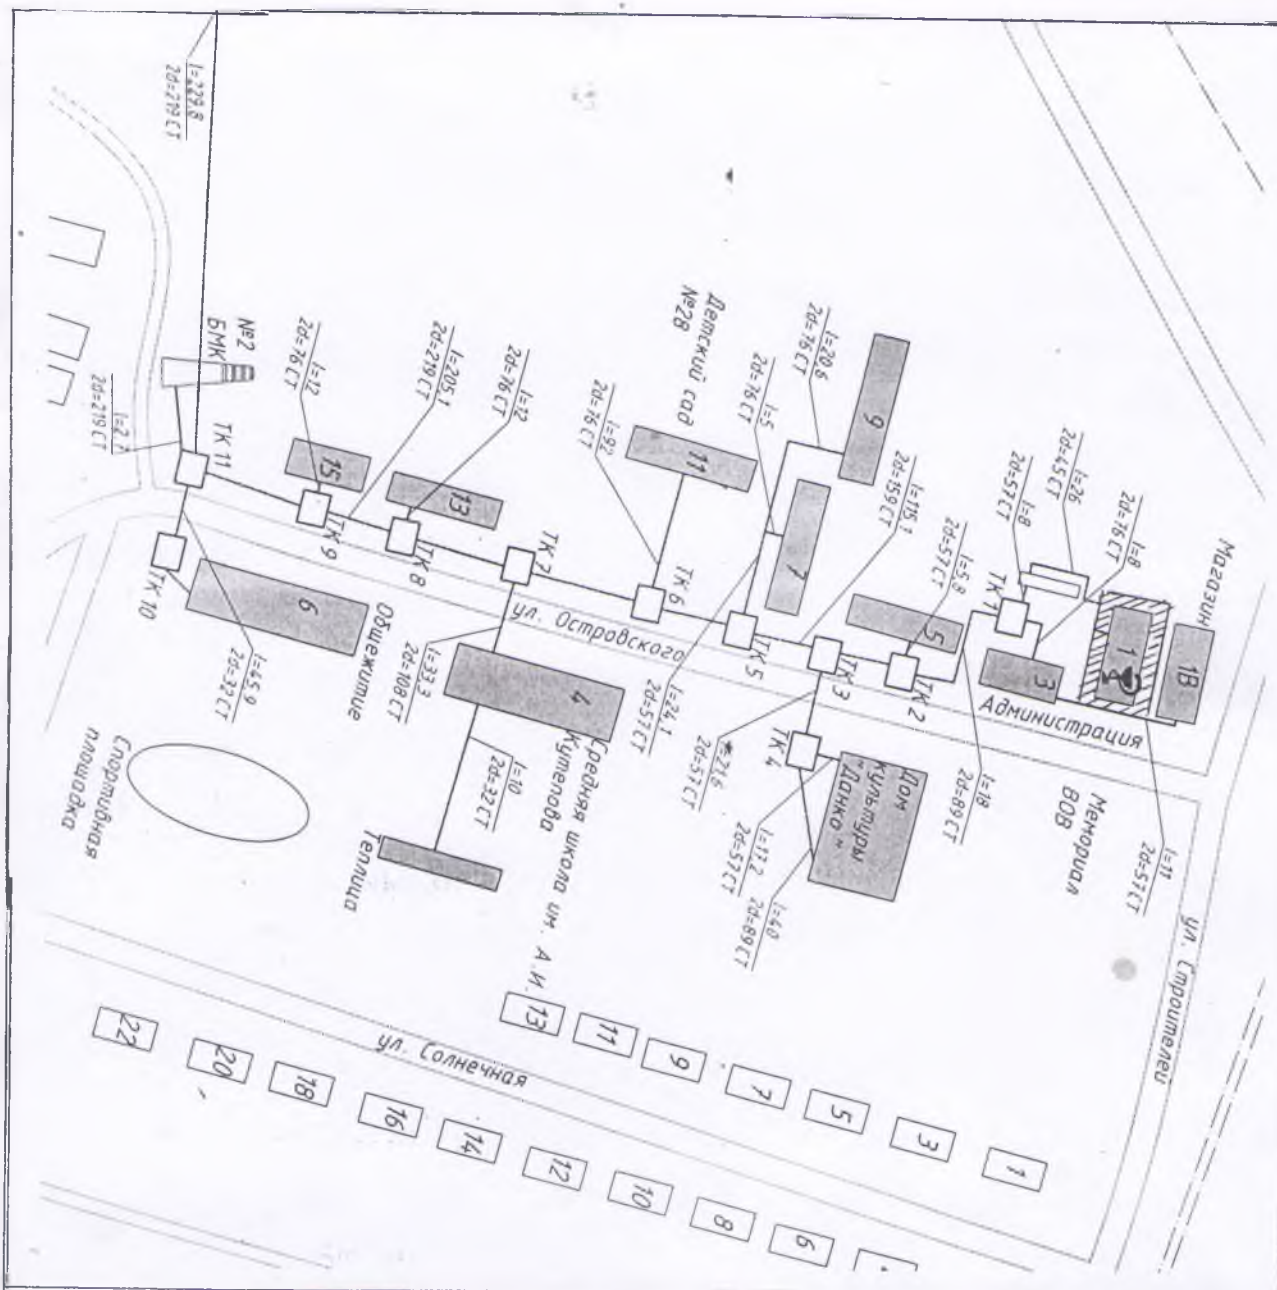 l=229.8
2d=219 СТ
№2
БМК
l=2.7
2d=219 СТ
ТК 11
l=12
2d=76 СТ
15
ТК 9
l=205.1
2d=219 СТ
l=12
2d=76 СТ
13
ТК 8
ТК 10
6
Общежитие
l=45.9
2d=32 СТ
ТК 7
l=33.3
2d=108 СТ
ул. Островского
4
Средняя школа им. А.И.
Кутепова
l=10
2d=32 СТ
Теплица
Спортивная
площадка
l=92
2d=76 СТ
Детский сад
№28
11
ТК 6
l=5
2d=76 СТ
l=20.6
2d=76 СТ
9
7
l=24.1
2d=57 СТ
ТК 5
l=115.1
2d=159 СТ
ТК 3
l=5.8
2d=57 СТ
5
ТК 2
l=18
2d=89 СТ
21.6
2d=57 СТ
ТК 4
Дом
культуры
"Данко"
l=17.2
2d=57 СТ
l=40
2d=89 СТ
ТК 1
l=8
2d=57 СТ
l=26
2d=45 СТ
l=8
2d=76 СТ
3
1
Магазин
1В
Администрация
Мемориал
ВОВ
l=11
2d=57 СТ
ул. Строителей
ул. Солнечная
13
11
9
7
5
3
1
22
20
18
16
14
12
10
8
6